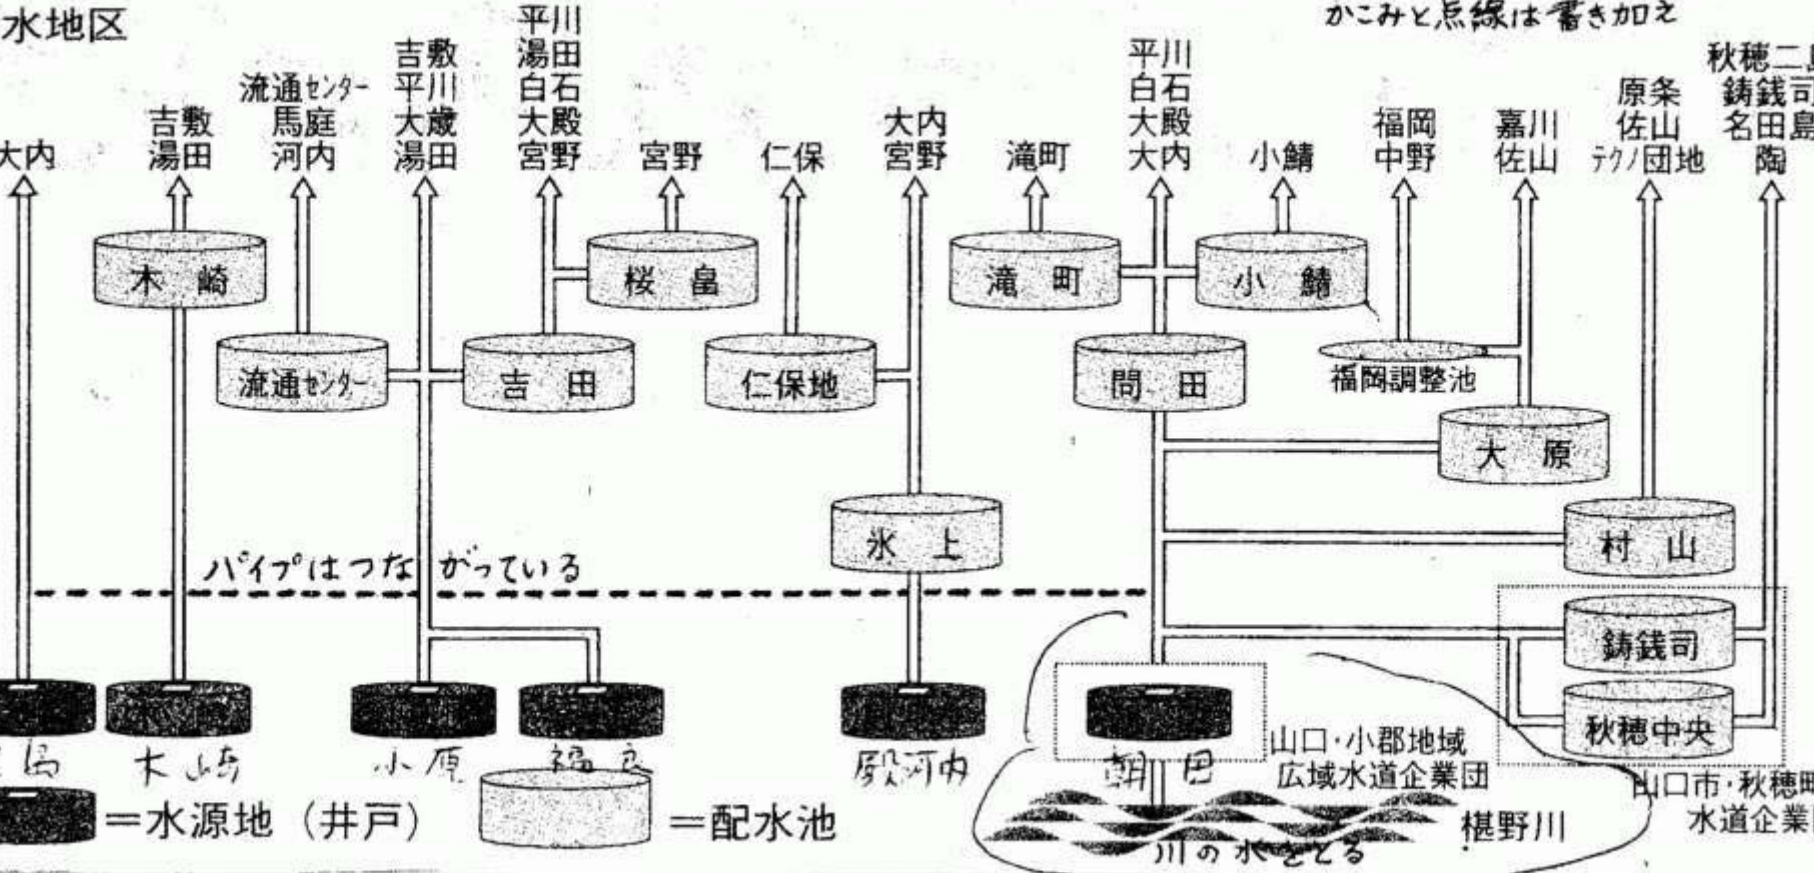 水地区
かこみと点線は書き加え
大内
吉敷
湯田
流通センター
馬庭
河内
吉敷
平川
大歳
湯田
平川
湯田
白石
大殿
宮野
宮野
仁保
大内
宮野
滝町
平川
白石
大殿
大内
小鯖
福岡
中野
嘉川
佐山
原条
佐山
テクノ団地
秋穂二島
鋳銭司
名田島
陶
木崎
桜畠
滝町
小鯖
流通センター
吉田
仁保地
問田
福岡調整池
大原
氷上
村山
パイプはつながっている
鋳銭司
秋穂中央
島
木崎
小原
福良
殿河内
朝田
山口・小郡地域
広域水道企業団
山口市・秋穂町
水道企業団
=水源地(井戸)
=配水池
椹野川
川の水をとる